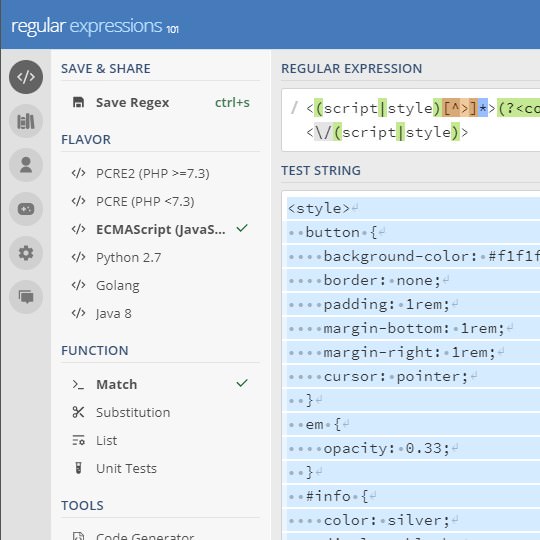 regular expressions 101
SAVE & SHARE
Save Regex ctrl+s
FLAVOR
PCRE2 (PHP >=7.3)
PCRE (PHP <7.3)
ECMAScript (JavaS...
Python 2.7
Golang
Java 8
FUNCTION
Match
Substitution
List
Unit Tests
TOOLS
Code Generator
REGULAR EXPRESSION
/ <(script|style)[^>]*>(?<co
<\/(script|style)>
TEST STRING
<style>
button {
background-color: #f1f1f
border: none;
padding: 1rem;
margin-bottom: 1rem;
margin-right: 1rem;
cursor: pointer;
}
em {
opacity: 0.33;
}
#info {
color: silver;